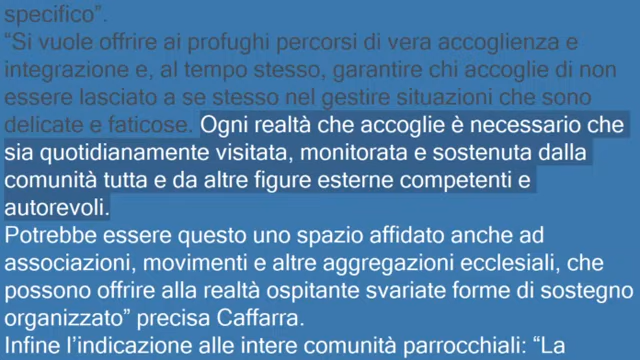 specifico”.
“Si vuole offrire ai profughi percorsi di vera accoglienza e
integrazione e, al tempo stesso, garantire chi accoglie di non
essere lasciato a se stesso nel gestire situazioni che sono
delicate e faticose. Ogni realtà che accoglie è necessario che
sia quotidianamente visitata, monitorata e sostenuta dalla
comunità tutta e da altre figure esterne competenti e
autorevoli.
Potrebbe essere questo uno spazio affidato anche ad
associazioni, movimenti e altre aggregazioni ecclesiali, che
possono offrire alla realtà ospitante svariate forme di sostegno
organizzato” precisa Caffarra.
Infine l’indicazione alle intere comunità parrocchiali: “La